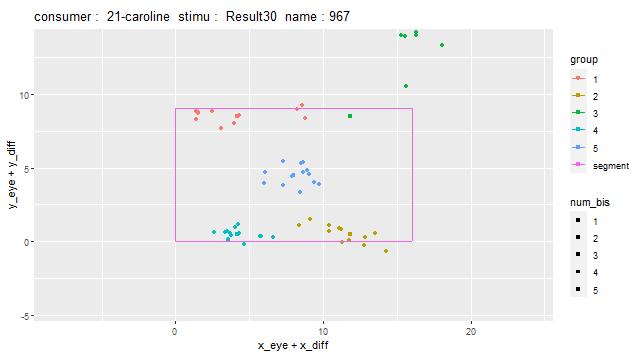 consumer : 21-caroline stimu : Result30 name : 967
10
5
0
-5
y_eye + y_diff
0
10
20
x_eye + x_diff
group
1
2
3
4
5
segment
num_bis
1
2
3
4
5